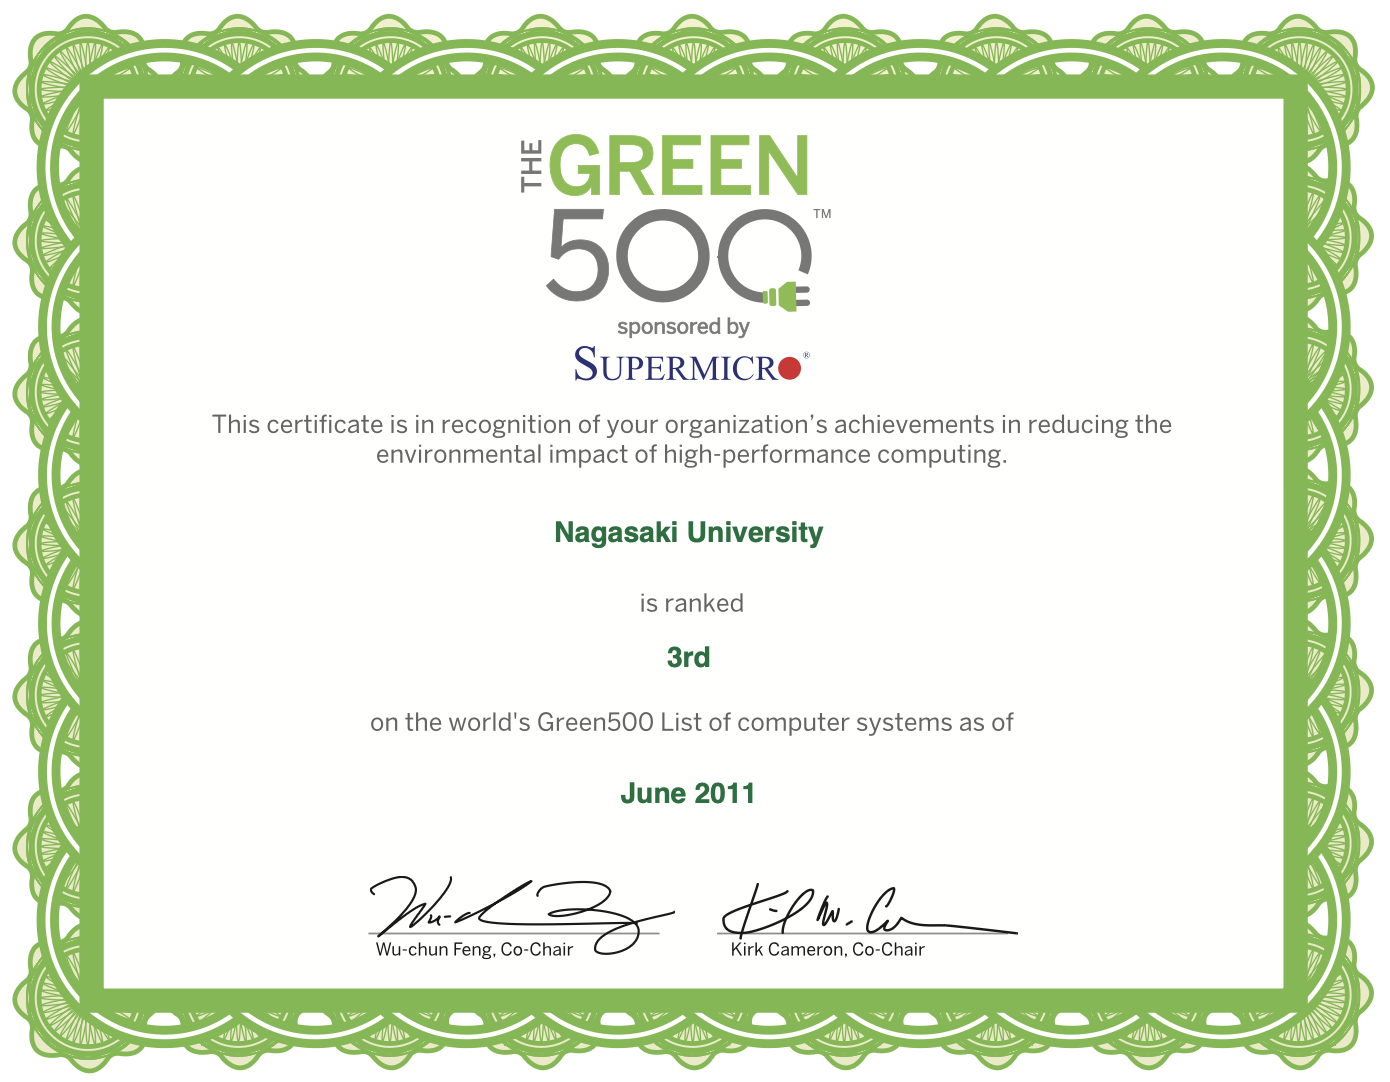 THE GREEN
500™
sponsored by
SUPERMICRO®
This certificate is in recognition of your organization’s achievements in reducing the
environmental impact of high-performance computing.
Nagasaki University
is ranked
3rd
on the world's Green500 List of computer systems as of
June 2011
Wu-chun Feng, Co-Chair
Kirk Cameron, Co-Chair